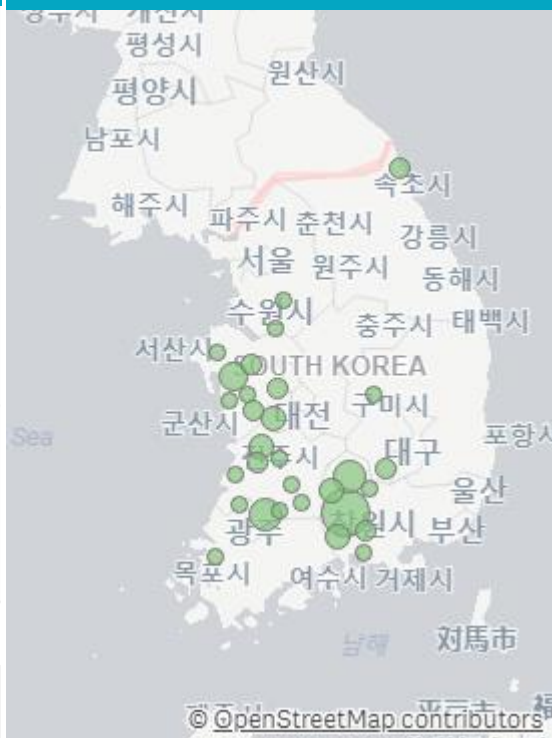 평성시
원산시
평양시
남포시
해주시
파주시 춘천시
속초시
강릉시
서울 원주시
동해시
수원시
충주시 태백시
서산시
SOUTH KOREA
구미시
군산시 대전
Sea
포항시
대구
울산
광주
창원시 부산
목포시 여수시 거제시
남해
対馬市
© OpenStreetMap contributors